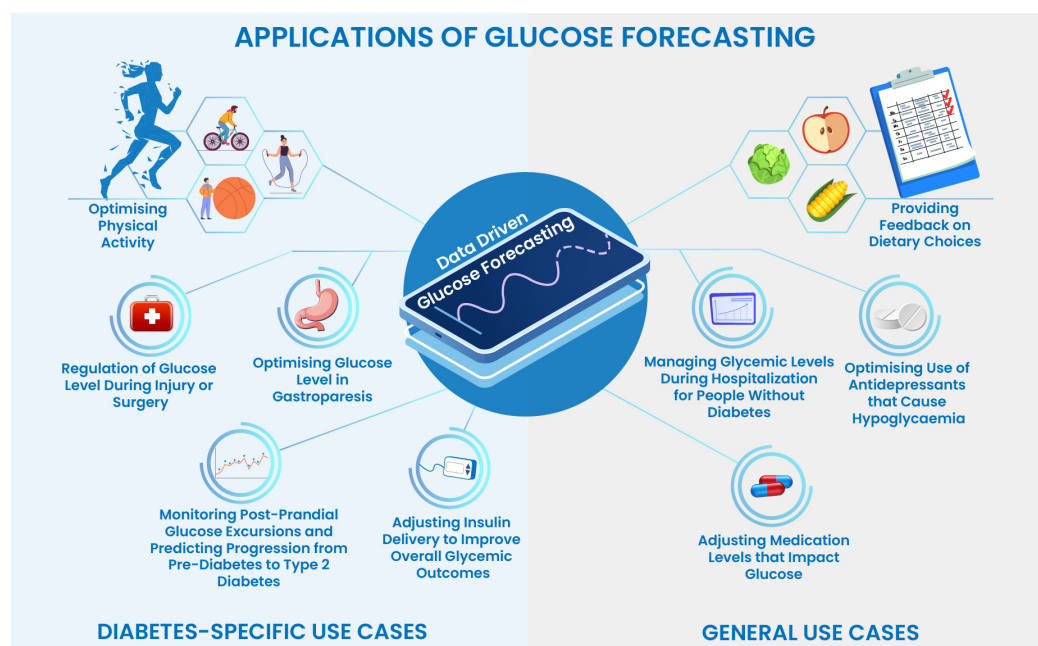 APPLICATIONS OF GLUCOSE FORECASTING
Optimising
Physical
Activity
Providing
Feedback on
Dietary Choices
Data Driven
Glucose Forecasting
Regulation of Glucose
Level During Injury or
Surgery
Optimising Glucose
Level in
Gastroparesis
Managing Glycemic Levels
During Hospitalization
for People Without
Diabetes
Optimising Use of
Antidepressants
that Cause
Hypoglycaemia
Monitoring Post-Prandial
Glucose Excursions and
Predicting Progression from
Pre-Diabetes to Type 2
Diabetes
Adjusting Insulin
Delivery to Improve
Overall Glycemic
Outcomes
Adjusting Medication
Levels that Impact
Glucose
DIABETES-SPECIFIC USE CASES
GENERAL USE CASES